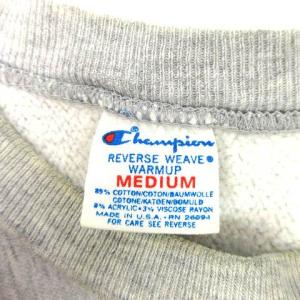 Champion
REVERSE WEAVE®
WARMUP
MEDIUM
89% COTTON/COTON/BAUMWOLLE
COTONE/KATOEN/BOMULD
8% ACRYLIC • 3% VISCOSE RAYON
MADE IN U.S.A. - RN 26094
FOR CARE SEE REVERSE